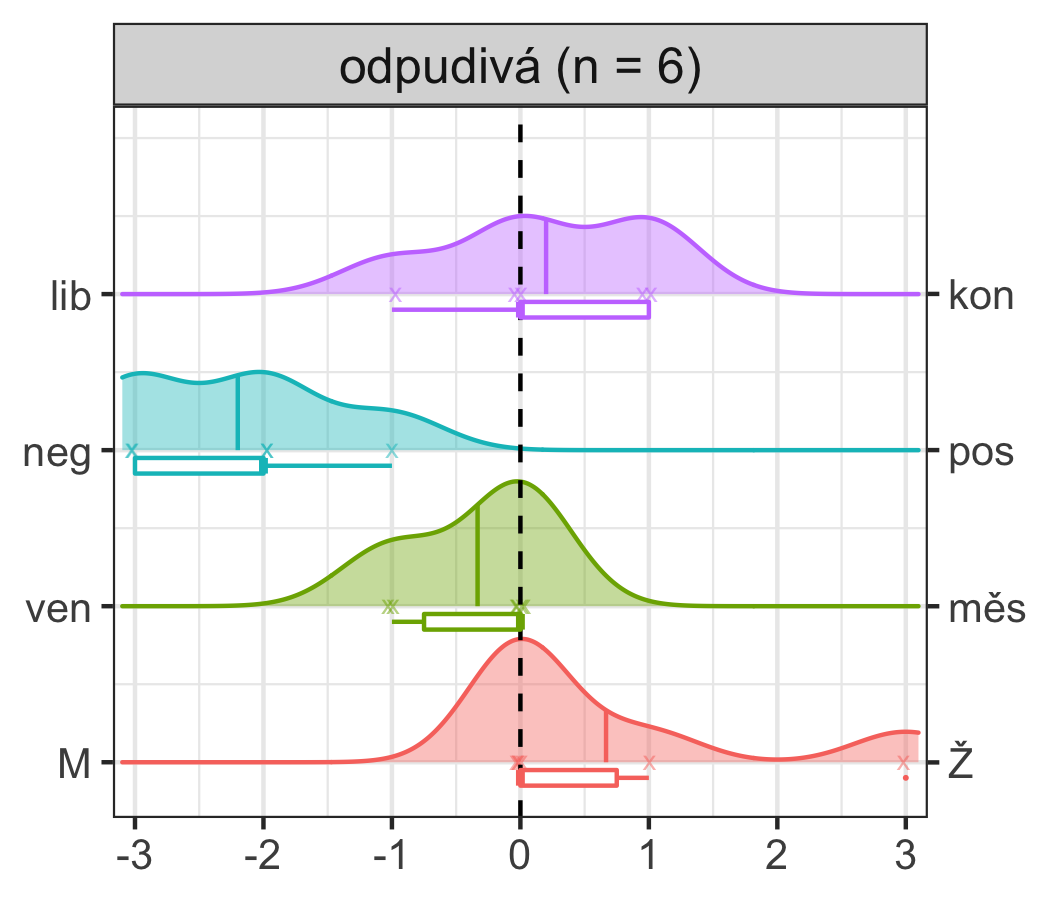 odpudivá (n = 6)
lib
kon
neg
pos
ven
měs
M
Ž
-3 -2 -1 0 1 2 3